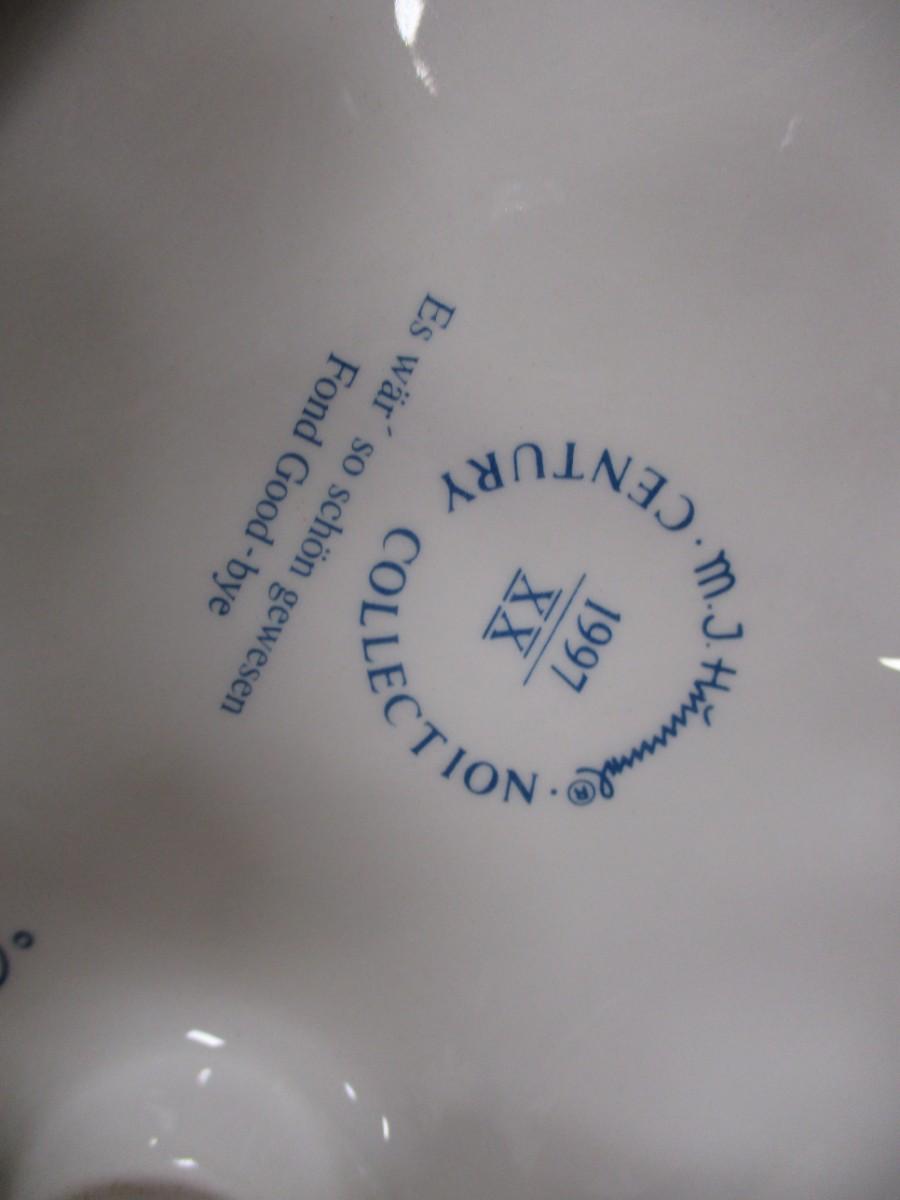 M.J. Hummel® · CENTURY COLLECTION ·
1997
XX
Es wär´ so schön gewesen
Fond Good-bye